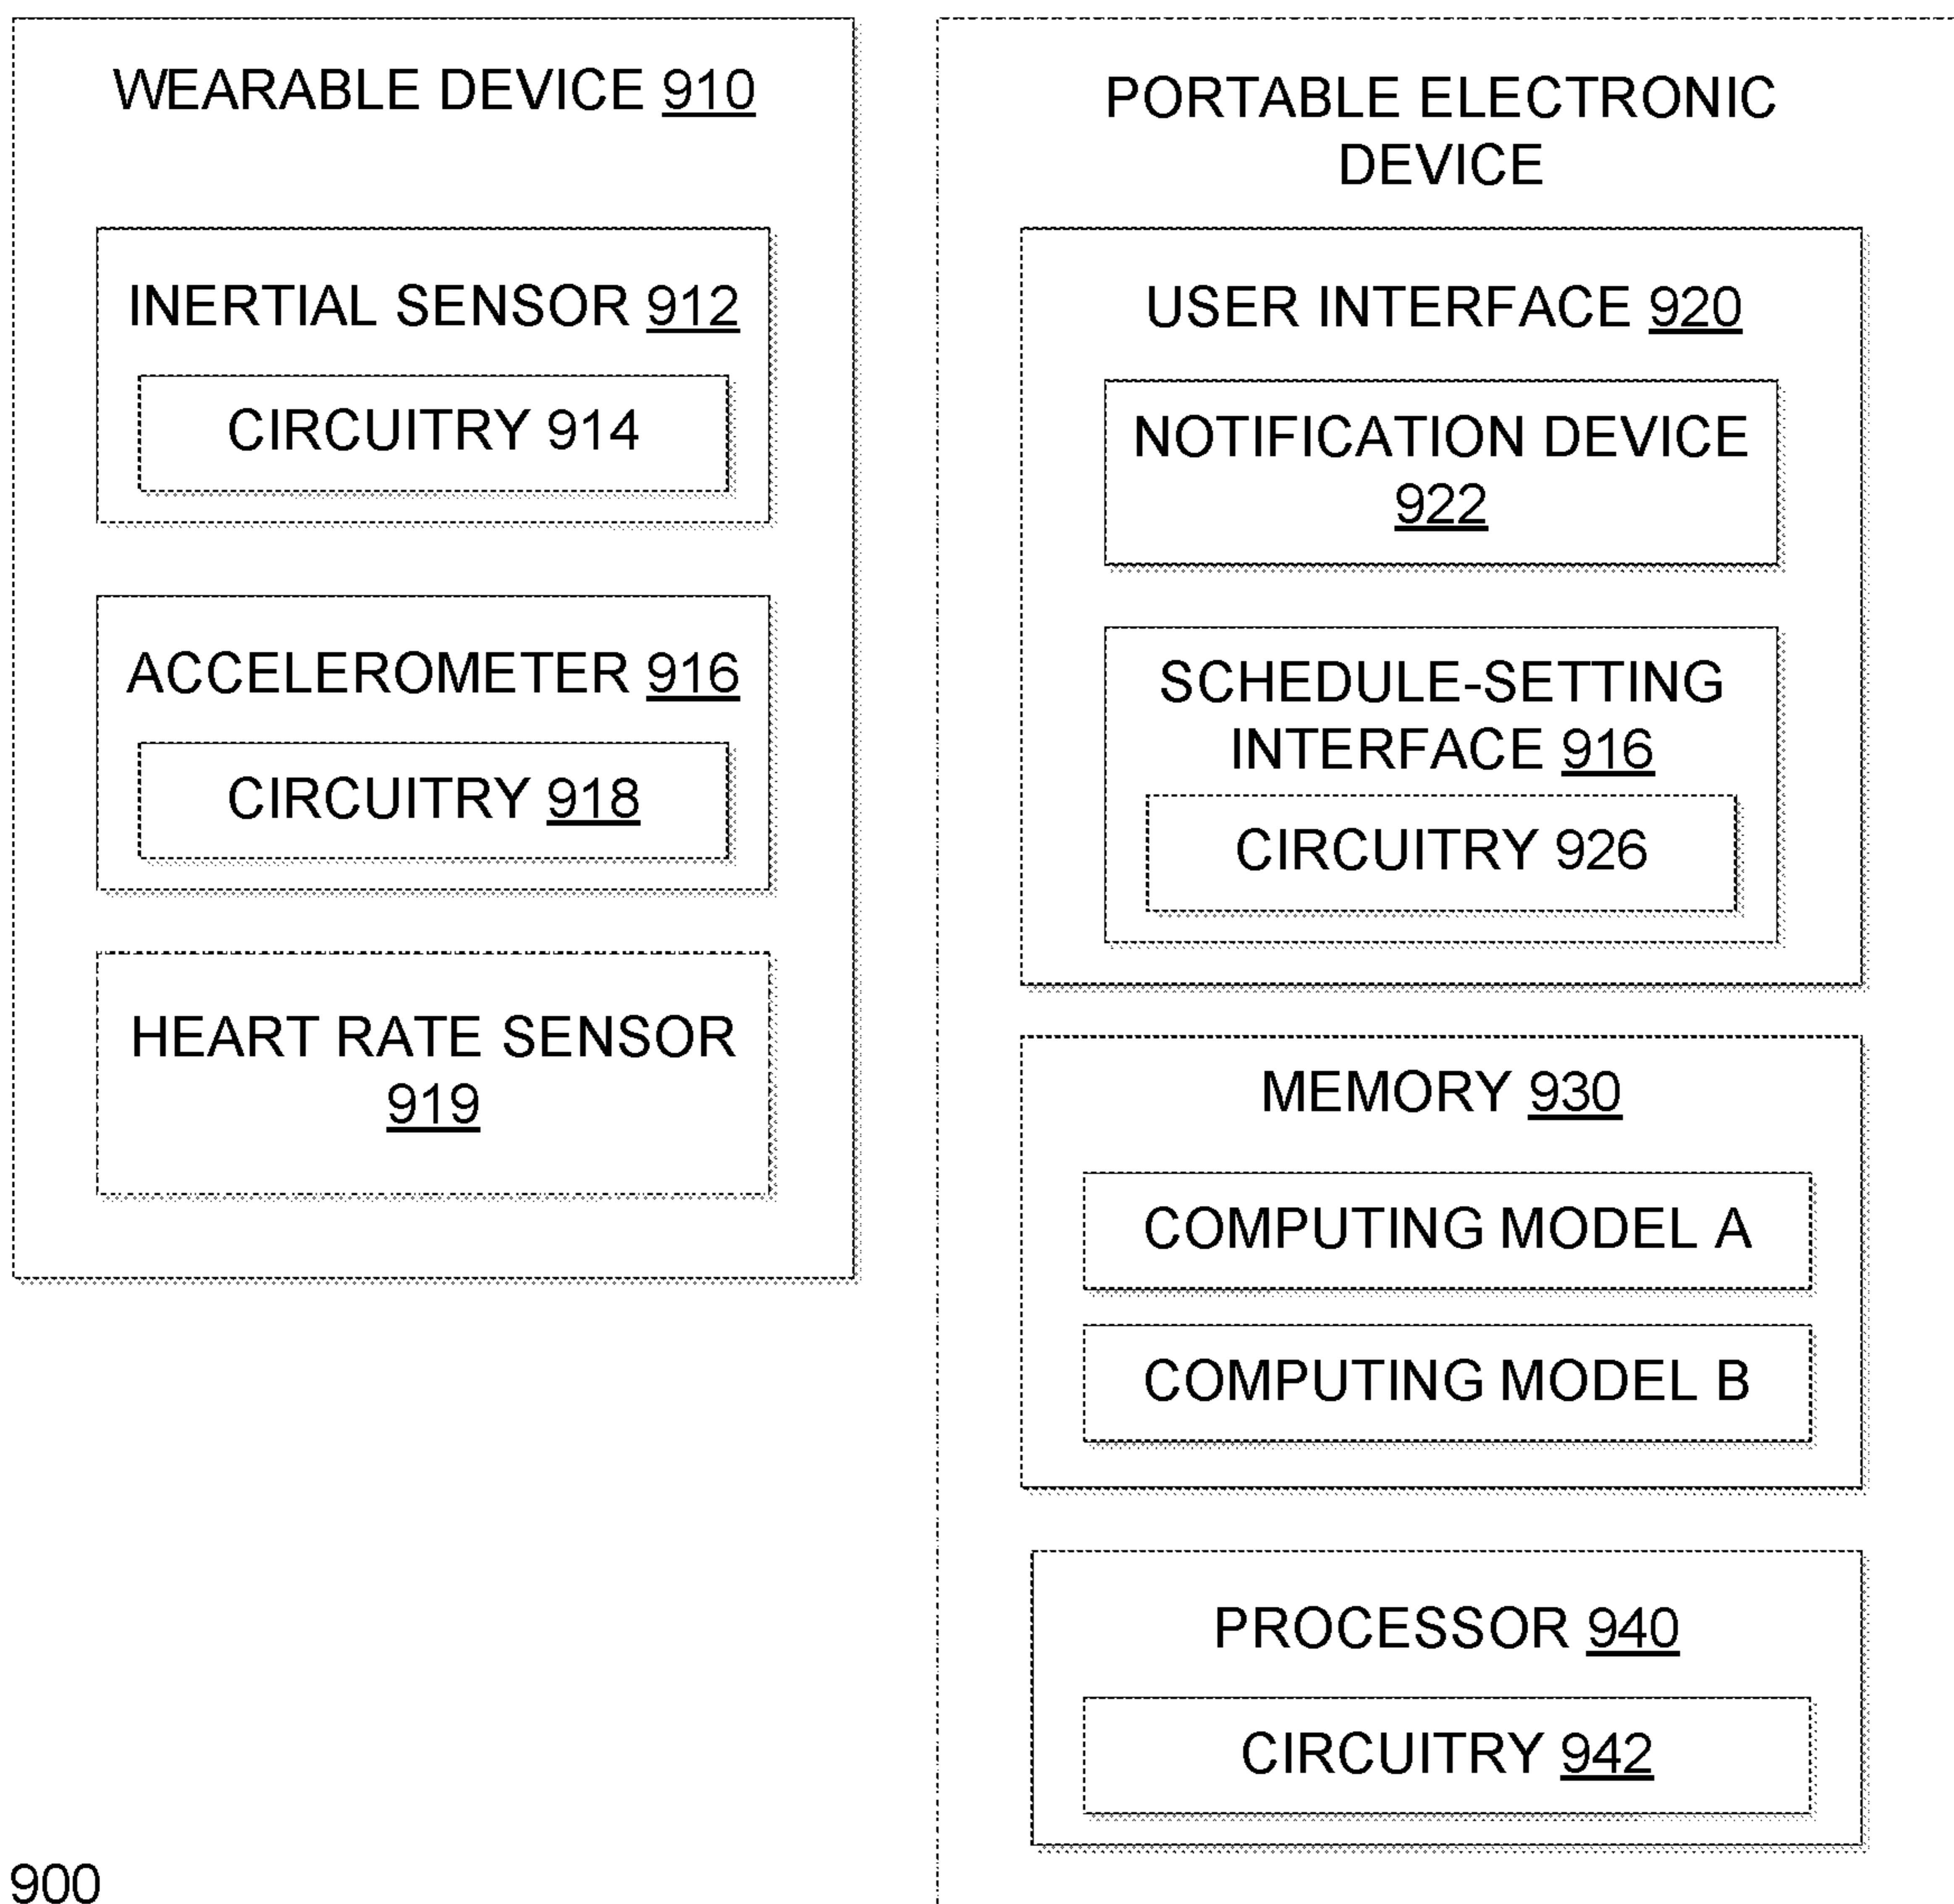 WEARABLE DEVICE 910
INERTIAL SENSOR 912
CIRCUITRY 914
ACCELEROMETER 916
CIRCUITRY 918
HEART RATE SENSOR
919
PORTABLE ELECTRONIC
DEVICE
USER INTERFACE 920
NOTIFICATION DEVICE
922
SCHEDULE-SETTING
INTERFACE 916
CIRCUITRY 926
MEMORY 930
COMPUTING MODEL A
COMPUTING MODEL B
PROCESSOR 940
CIRCUITRY 942
900